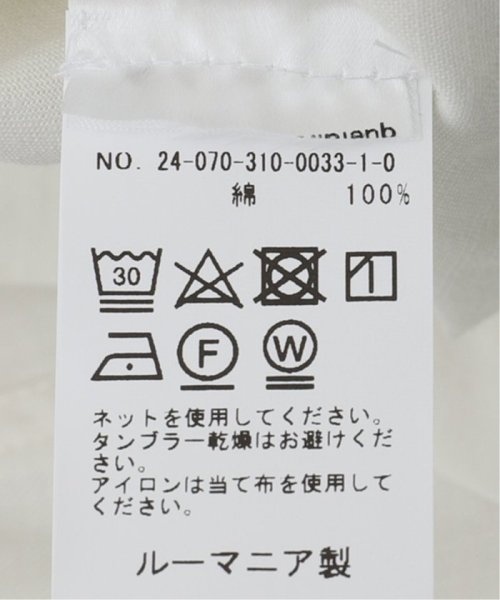 NO. 24-070-310-0033-1-0
綿 100%
30
F W
ネットを使用してください。
タンブラー乾燥はお避けくだ
さい。
アイロンは当て布を使用して
ください。
ルーマニア製